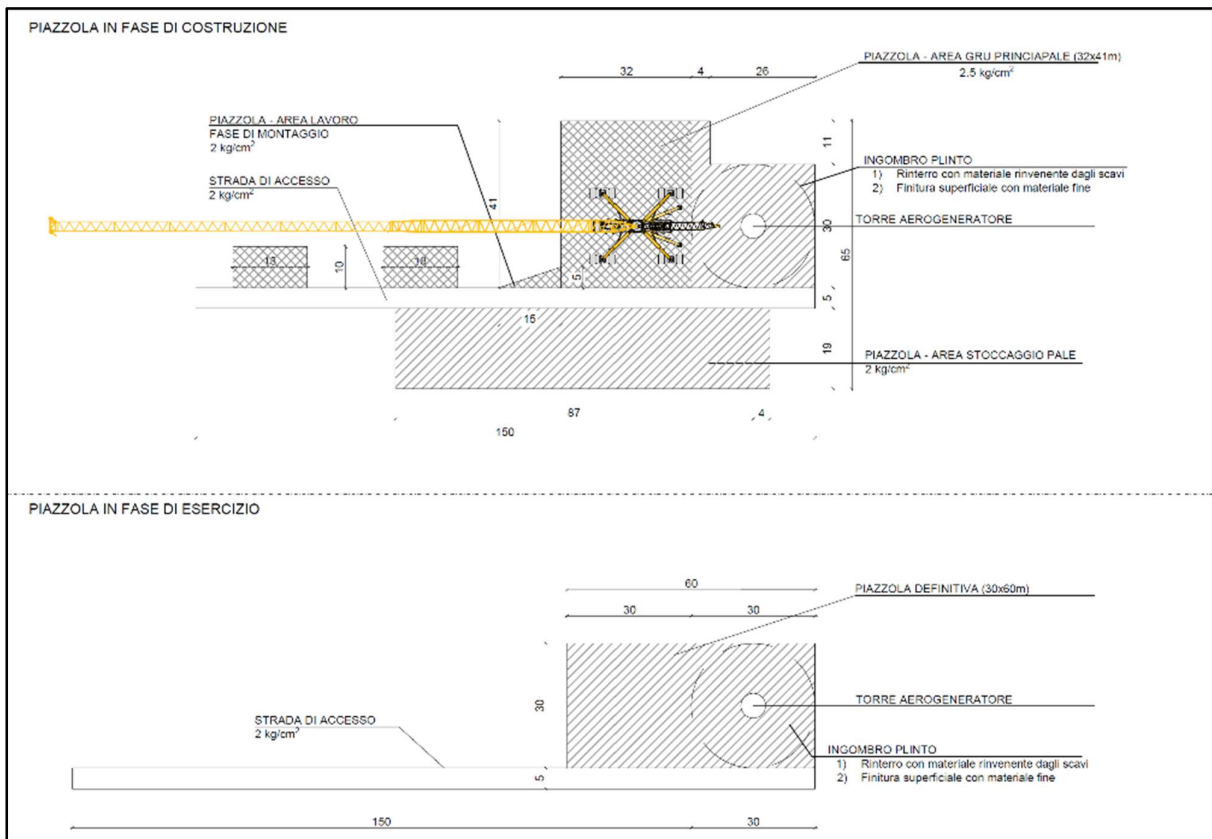 PIAZZOLA IN FASE DI COSTRUZIONE
32
4
26
PIAZZOLA - AREA GRU PRINCIAPALE (32x41m)
2.5 kg/cm²
PIAZZOLA - AREA LAVORO
FASE DI MONTAGGIO
2 kg/cm²
STRADA DI ACCESSO
2 kg/cm²
41
11
INGOMBRO PLINTO
1) Rinterro con materiale rinvenente dagli scavi
2) Finitura superficiale con materiale fine
TORRE AEROGENERATORE
30
65
10
18
5
5
15
19
PIAZZOLA - AREA STOCCAGGIO PALE
2 kg/cm²
87
4
150
PIAZZOLA IN FASE DI ESERCIZIO
60
PIAZZOLA DEFINITIVA (30x60m)
30
30
30
TORRE AEROGENERATORE
STRADA DI ACCESSO
2 kg/cm²
INGOMBRO PLINTO
1) Rinterro con materiale rinvenente dagli scavi
2) Finitura superficiale con materiale fine
5
150
30